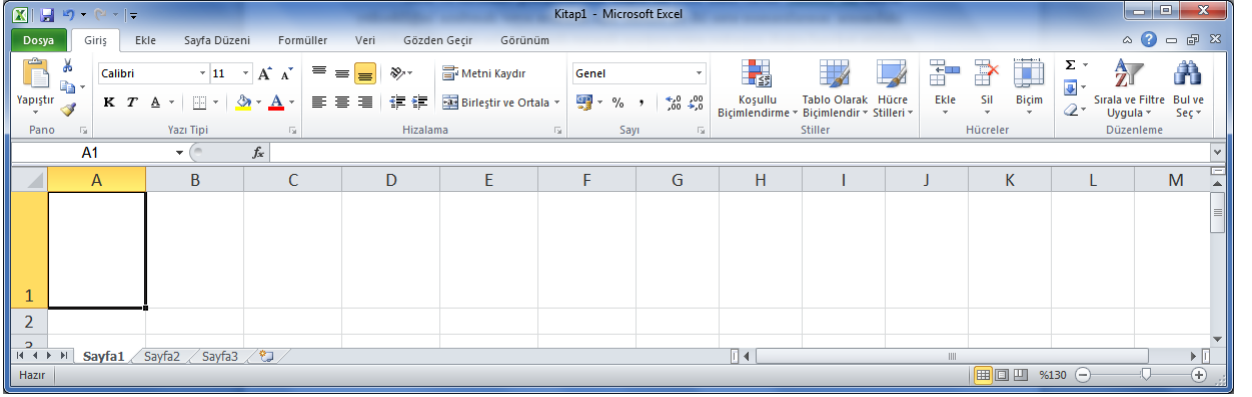 Kitap1 - Microsoft Excel
Dosya Giriş Ekle Sayfa Düzeni Formüller Veri Gözden Geçir Görünüm
Yapıştır
Pano
Calibri 11
K T A
Yazı Tipi
Metni Kaydır
Birleştir ve Ortala
Hizalama
Genel
% ,
Sayı
Koşullu Biçimlendirme
Tablo Olarak Biçimlendir
Hücre Stilleri
Stiller
Ekle Sil Biçim
Hücreler
Σ
Sırala ve Filtre Uygula
Bul ve Seç
Düzenleme
A1 fx
A B C D E F G H I J K L M
1
2
3
Sayfa1 Sayfa2 Sayfa3
Hazır %130